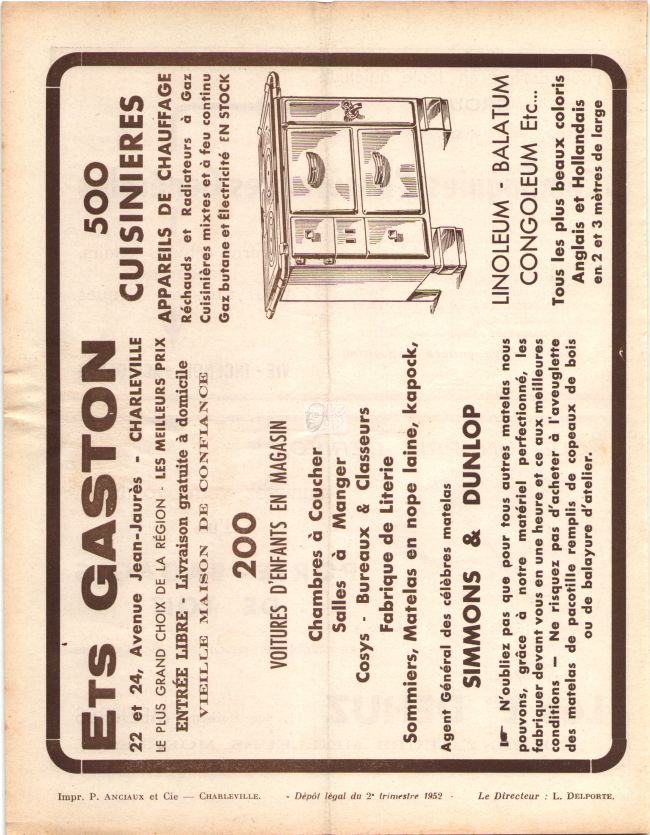 ETS GASTON
22 et 24, Avenue Jean-Jaurès - CHARLEVILLE
LE PLUS GRAND CHOIX DE LA RÉGION - LES MEILLEURS PRIX
ENTRÉE LIBRE - Livraison gratuite à domicile
VIEILLE MAISON DE CONFIANCE
200
VOITURES D'ENFANTS EN MAGASIN
Chambres à Coucher
Salles à Manger
Cosys - Bureaux & Classeurs
Fabrique de Literie
Sommiers, Matelas en nope laine, kapock,
Agent Général des célèbres matelas
SIMMONS & DUNLOP
☛ N'oubliez pas que pour tous autres matelas nous
pouvons, grâce à notre matériel perfectionné, les
fabriquer devant vous en une heure et ce aux meilleures
conditions — Ne risquez pas d'acheter à l'aveuglette
des matelas de pacotille remplis de copeaux de bois
ou de balayure d'atelier.
500
CUISINIERES
APPAREILS DE CHAUFFAGE
Réchauds et Radiateurs à Gaz
Cuisinières mixtes et à feu continu
Gaz butane et Électricité EN STOCK
LINOLEUM - BALATUM
CONGOLEUM Etc...
Tous les plus beaux coloris
Anglais et Hollandais
en 2 et 3 mètres de large
Impr. P. ANCIAUX et Cie — CHARLEVILLE. - Dépôt légal du 2e trimestre 1952 - Le Directeur : L. DELPORTE.